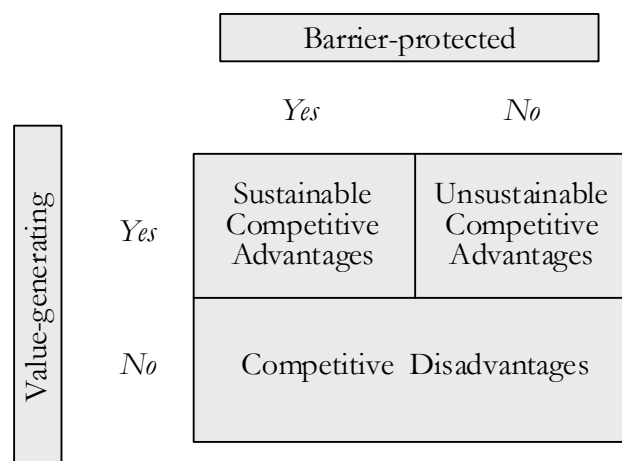 Barrier-protected
Yes
No
Value-generating
Yes
Sustainable
Competitive
Advantages
Unsustainable
Competitive
Advantages
No
Competitive Disadvantages